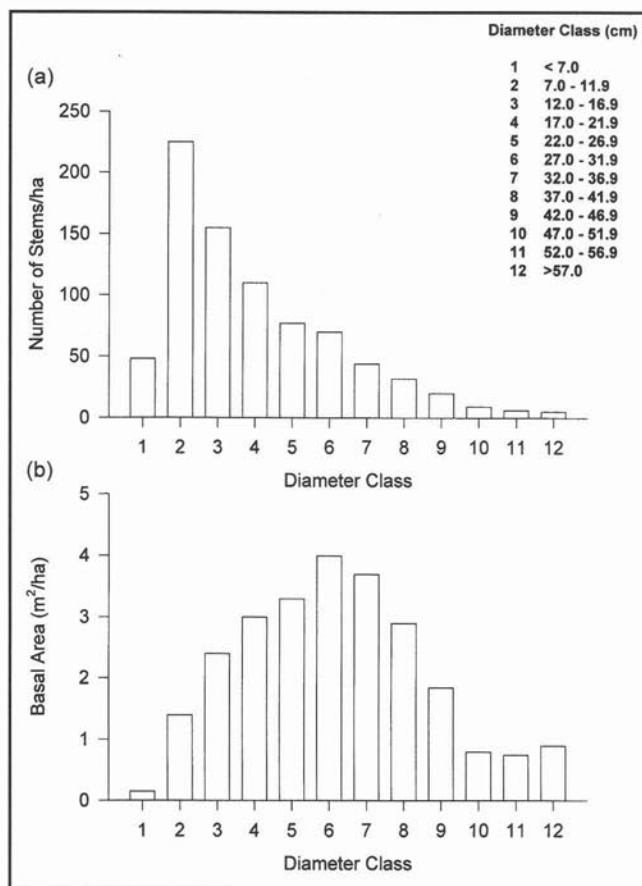 Diameter Class (cm)
1 < 7.0
2 7.0 - 11.9
3 12.0 - 16.9
4 17.0 - 21.9
5 22.0 - 26.9
6 27.0 - 31.9
7 32.0 - 36.9
8 37.0 - 41.9
9 42.0 - 46.9
10 47.0 - 51.9
11 52.0 - 56.9
12 >57.0
(a)
Number of Stems/ha
250
200
150
100
50
0
1 2 3 4 5 6 7 8 9 10 11 12
Diameter Class
(b)
Basal Area (m²/ha)
5
4
3
2
1
0
1 2 3 4 5 6 7 8 9 10 11 12
Diameter Class